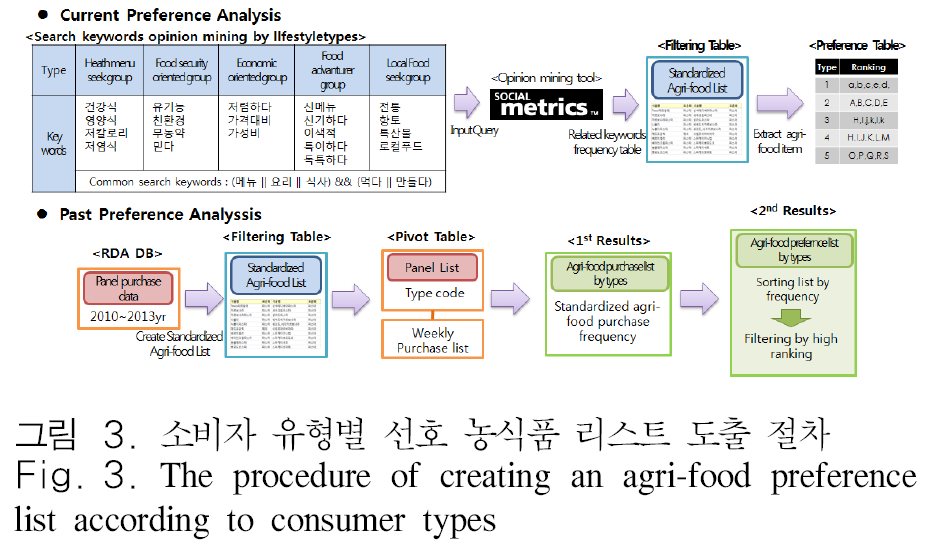 ● Current Preference Analysis
<Search keywords opinion mining by llfestyletypes>
Type
Heathmenu seek group
Food security oriented group
Economic oriented group
Food advanturer group
Local Food seek group
Key words
건강식
영양식
저칼로리
저염식
유기능
친환경
무농약
믿다
저렴하다
가격대비
가성비
신메뉴
신기하다
이색적
특이하다
독특하다
전통
향토
특산물
로컬푸드
Common search keywords : (메뉴 || 요리 || 식사) && (먹다 || 만들다)
Input Query
<Opinion mining tool>
SOCIAL
metrics
Related keywords
frequency table
<Filtering Table>
Standardized
Agri-food List
Extract agri-
food item
<Preference Table>
Type Ranking
1 a,b,c,e,d,
2 A,B,C,D,E
3 H,i,j,k,l,k
4 H,I,J,K,L,M
5 O,P,Q,R,S
● Past Preference Analyssis
<RDA DB>
Panel purchase
data
2010~2013yr
Create Standardized
Agri-food List
<Filtering Table>
Standardized
Agri-food List
<Pivot Table>
Panel List
Type code
Weekly
Purchase list
<1st Results>
Agri-food purchase list
by types
Standardized agri-
food purchase
frequency
<2nd Results>
Agri-food prefernce list
by types
Sorting list by
frequency
Filtering by high
ranking
그림 3. 소비자 유형별 선호 농식품 리스트 도출 절차
Fig. 3. The procedure of creating an agri-food preference
list according to consumer types